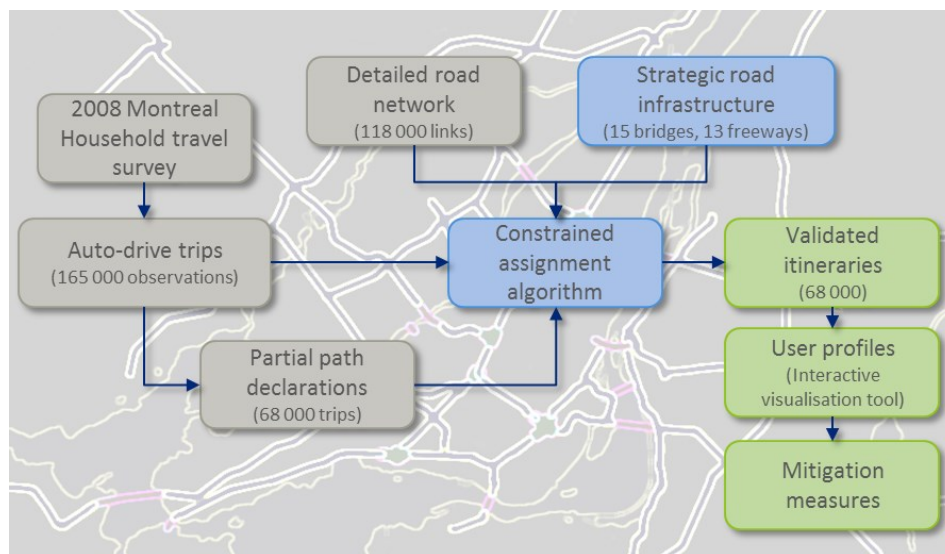 2008 Montreal
Household travel
survey
Detailed road
network
(118 000 links)
Strategic road
infrastructure
(15 bridges, 13 freeways)
Auto-drive trips
(165 000 observations)
Constrained
assignment
algorithm
Validated
itineraries
(68 000)
Partial path
declarations
(68 000 trips)
User profiles
(Interactive
visualisation tool)
Mitigation
measures